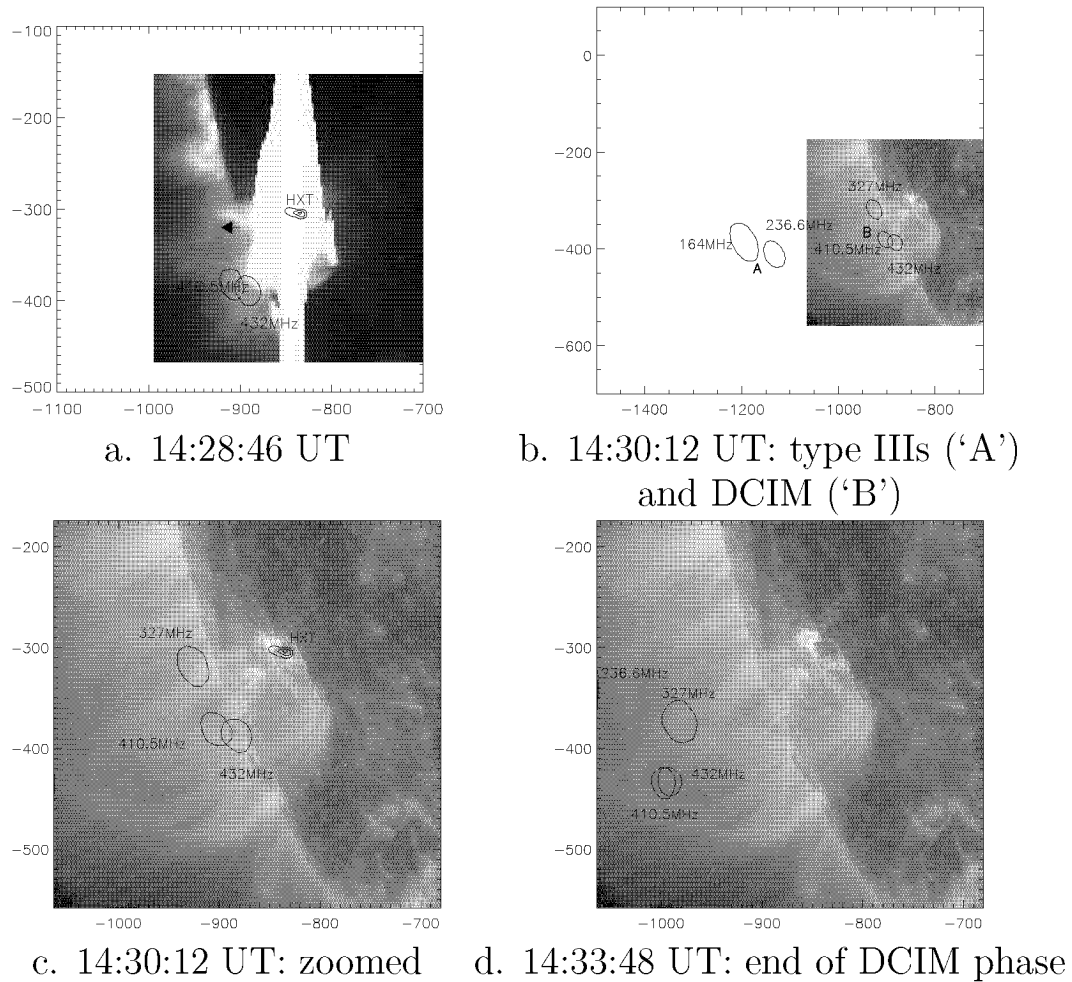 -100
-200
-300
-400
-500
-1100 -1000 -900 -800 -700
HXT
432MHz
0
-200
-400
-600
-1400 -1200 -1000 -800
327MHz
236.6MHz
164MHz
B
A
410.5MHz
432MHz
a. 14:28:46 UT
b. 14:30:12 UT: type IIIs (‘A’)
and DCIM (‘B’)
-200
-300
-400
-500
-1000 -900 -800 -700
327MHz
HXT
410.5MHz
432MHz
-200
-300
-400
-500
-1000 -900 -800 -700
236.6MHz
327MHz
432MHz
410.5MHz
c. 14:30:12 UT: zoomed
d. 14:33:48 UT: end of DCIM phase